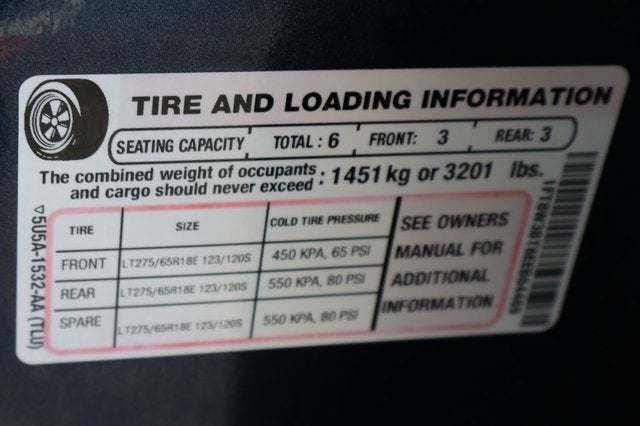 TIRE AND LOADING INFORMATION
SEATING CAPACITY TOTAL : 6 FRONT: 3 REAR: 3
The combined weight of occupants
and cargo should never exceed : 1451 kg or 3201 lbs.
TIRE SIZE COLD TIRE PRESSURE
FRONT LT275/65R18E 123/120S 450 KPA, 65 PSI
REAR LT275/65R18E 123/120S 550 KPA, 80 PSI
SPARE LT275/65R18E 123/120S 550 KPA, 80 PSI
SEE OWNERS
MANUAL FOR
ADDITIONAL
INFORMATION
5U5A-1532-AA (TLU)